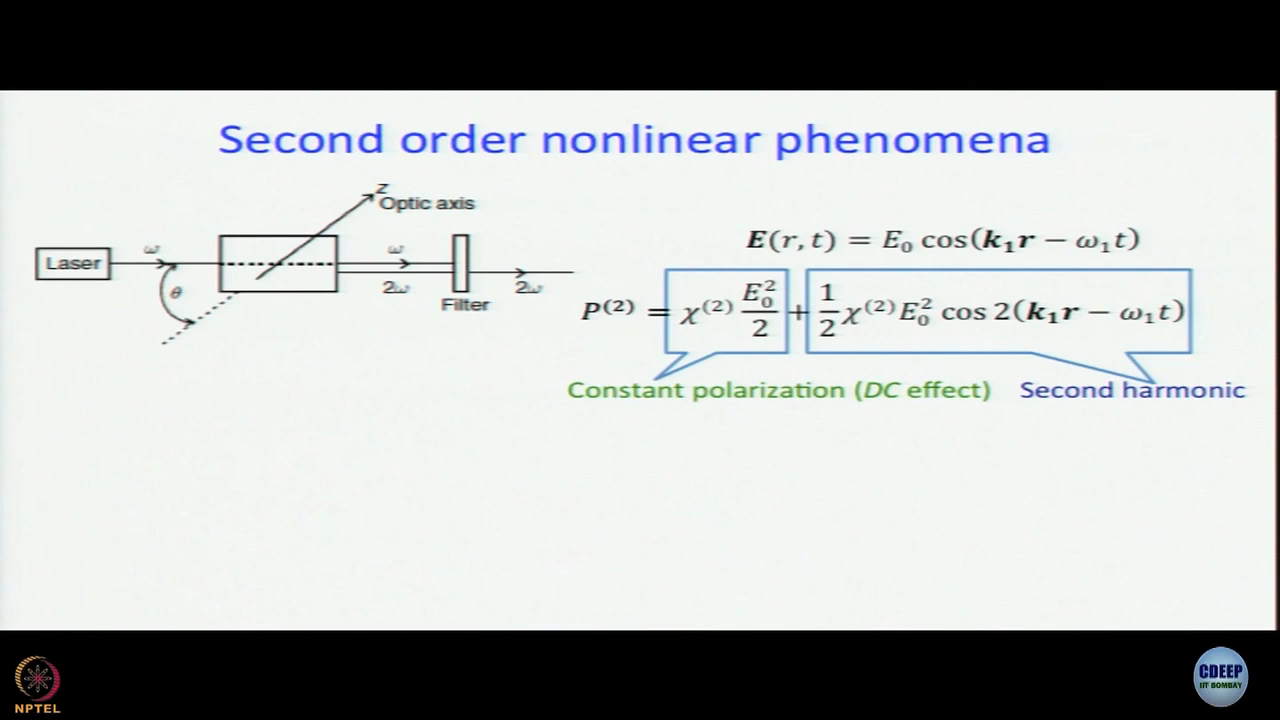 Second order nonlinear phenomena
z
Optic axis
Laser
ω
θ
ω
2ω
Filter
2ω
E(r, t) = E₀ cos(k₁r − ω₁t)
P⁽²⁾ = χ⁽²⁾ E₀²/2 + 1/2 χ⁽²⁾E₀² cos 2(k₁r − ω₁t)
Constant polarization (DC effect) Second harmonic
NPTEL
CDEEP
IIT BOMBAY